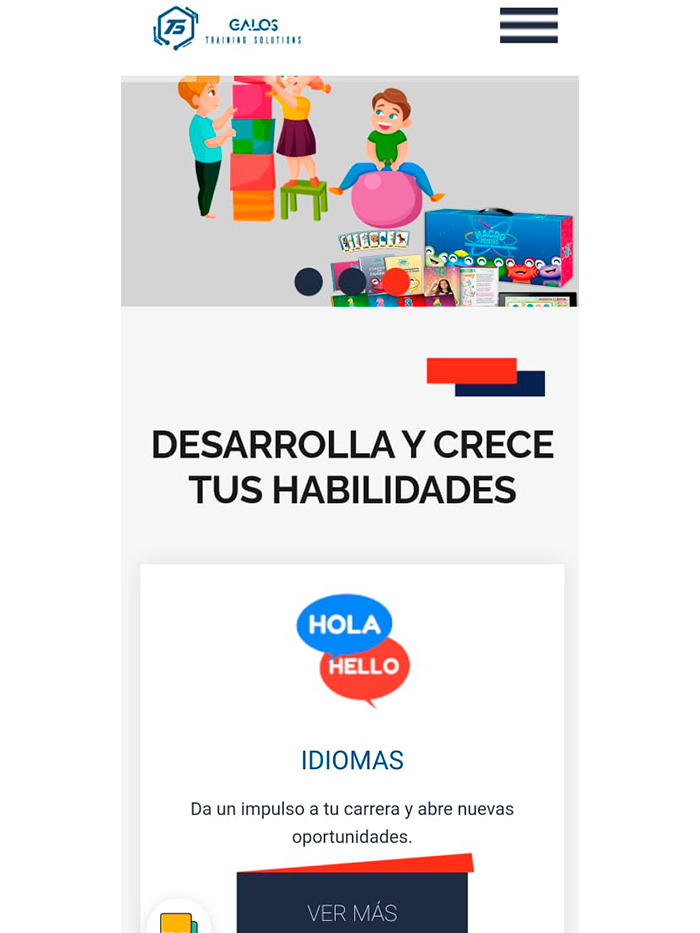 GALOS
TRAINING SOLUTIONS
MACRO
DESARROLLA Y CRECE
TUS HABILIDADES
HOLA
HELLO
IDIOMAS
Da un impulso a tu carrera y abre nuevas
oportunidades.
VER MÁS